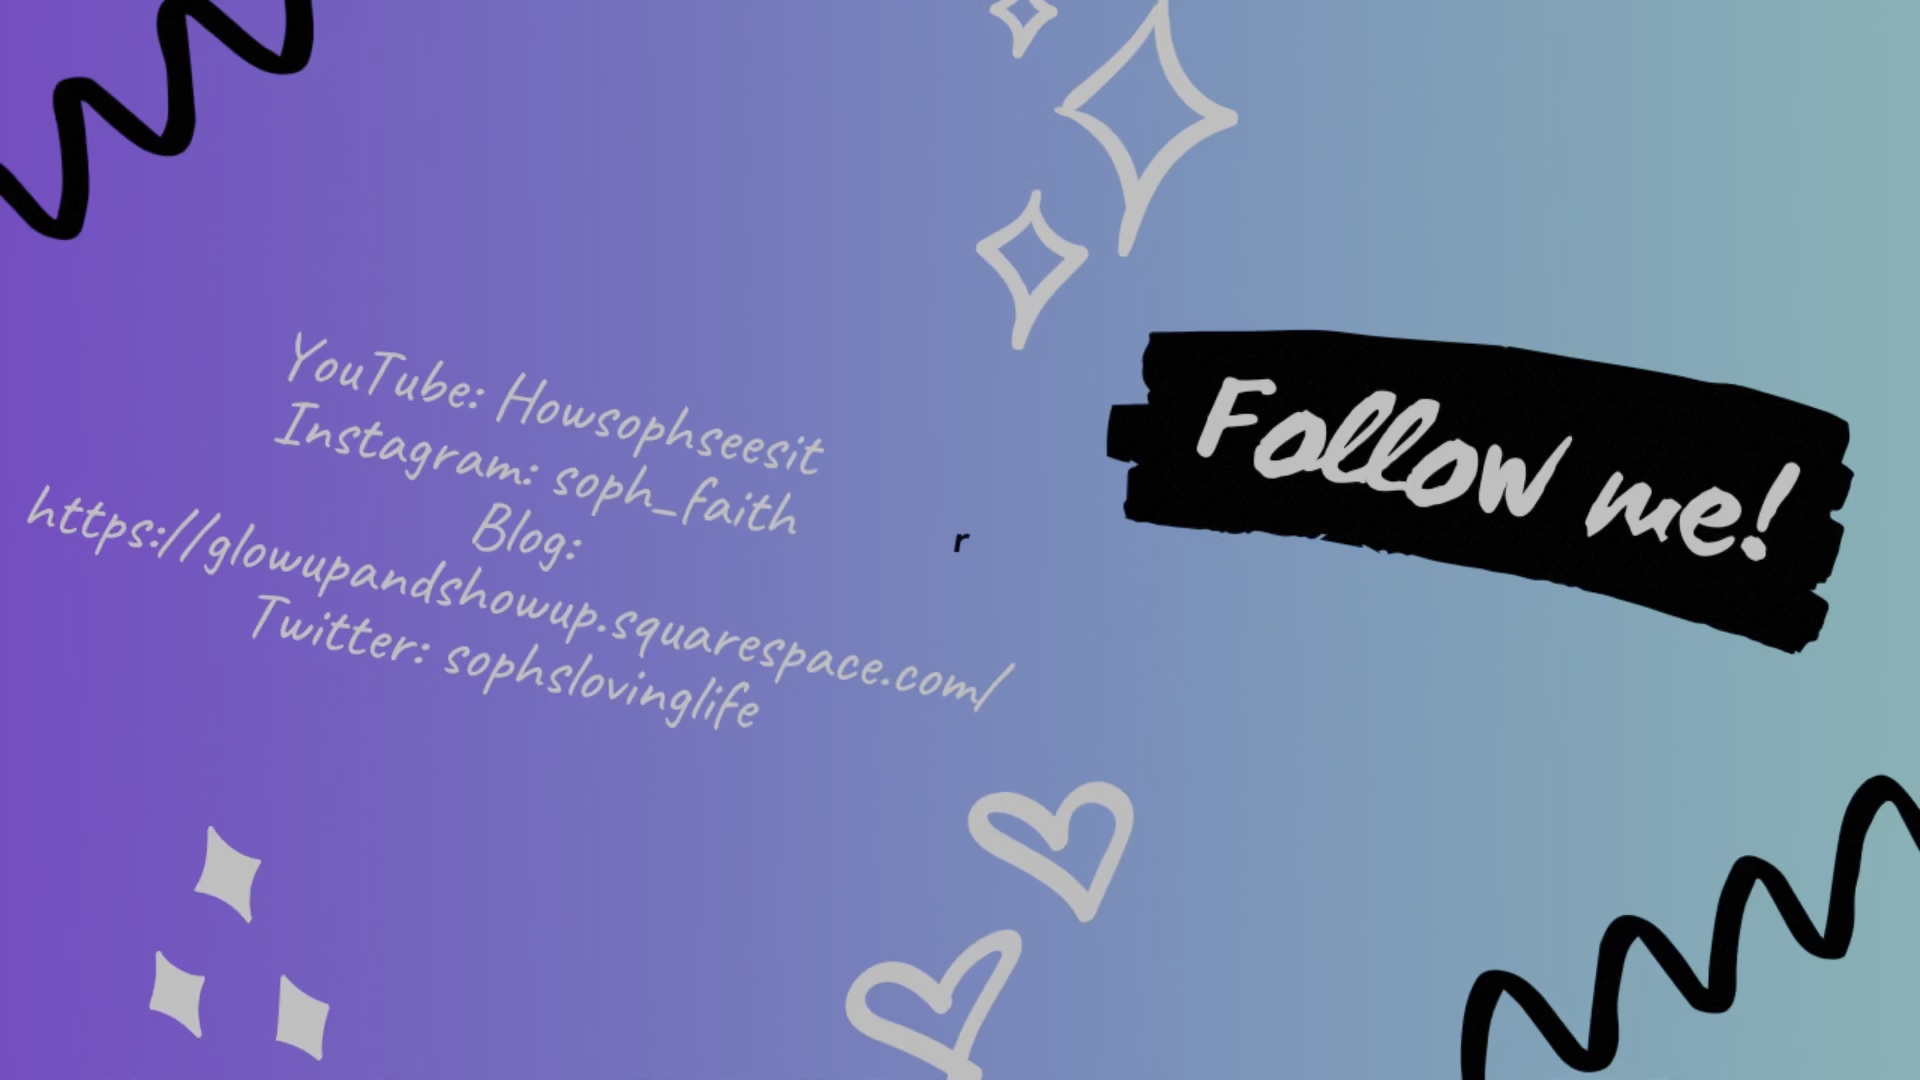 YouTube: Howsophseesit
Instagram: soph_faith
Blog:
https://glowupandshowup.squarespace.com/
Twitter: sophslovinglife
r
Follow me!